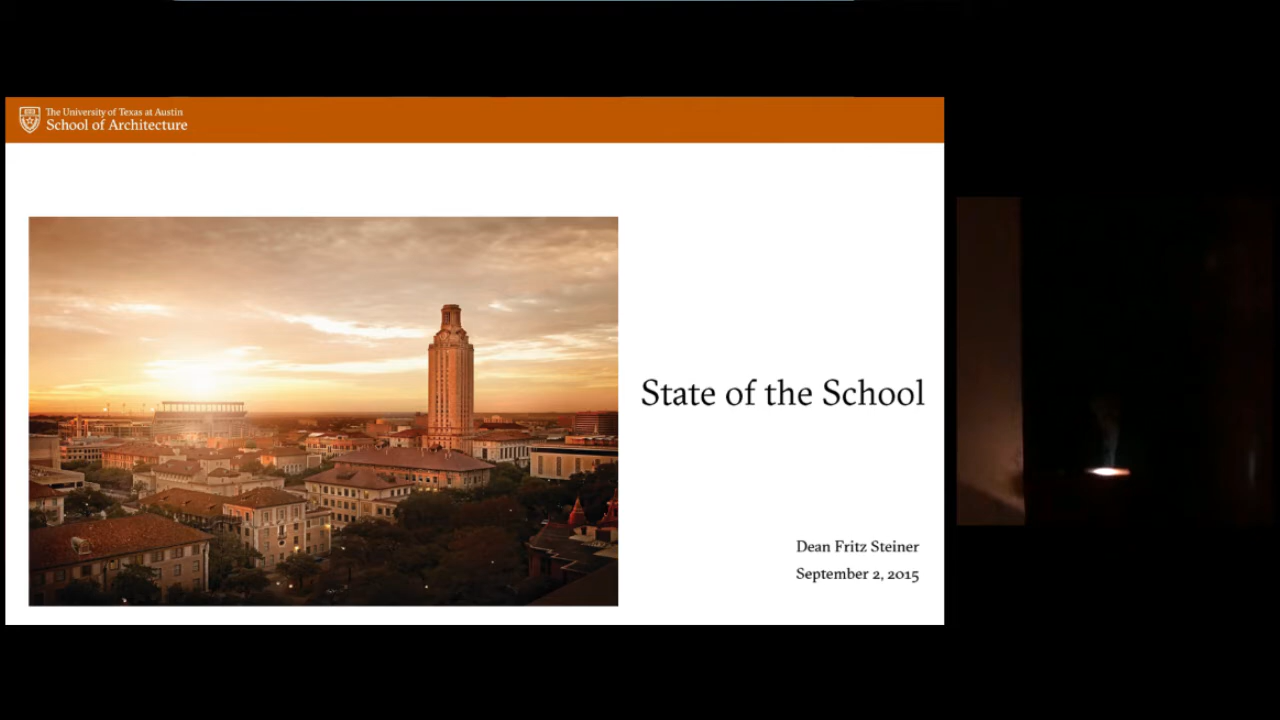 The University of Texas at Austin
School of Architecture
State of the School
Dean Fritz Steiner
September 2, 2015